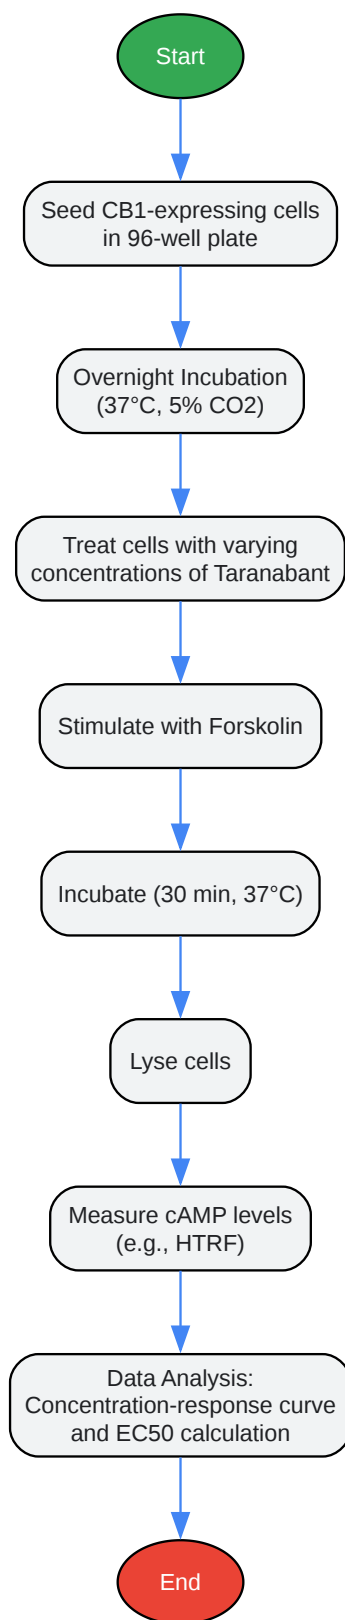 Start
Seed CB1-expressing cells
in 96-well plate
Overnight Incubation
(37°C, 5% CO2)
Treat cells with varying
concentrations of Taranabant
Stimulate with Forskolin
Incubate (30 min, 37°C)
Lyse cells
Measure cAMP levels
(e.g., HTRF)
Data Analysis:
Concentration-response curve
and EC50 calculation
End